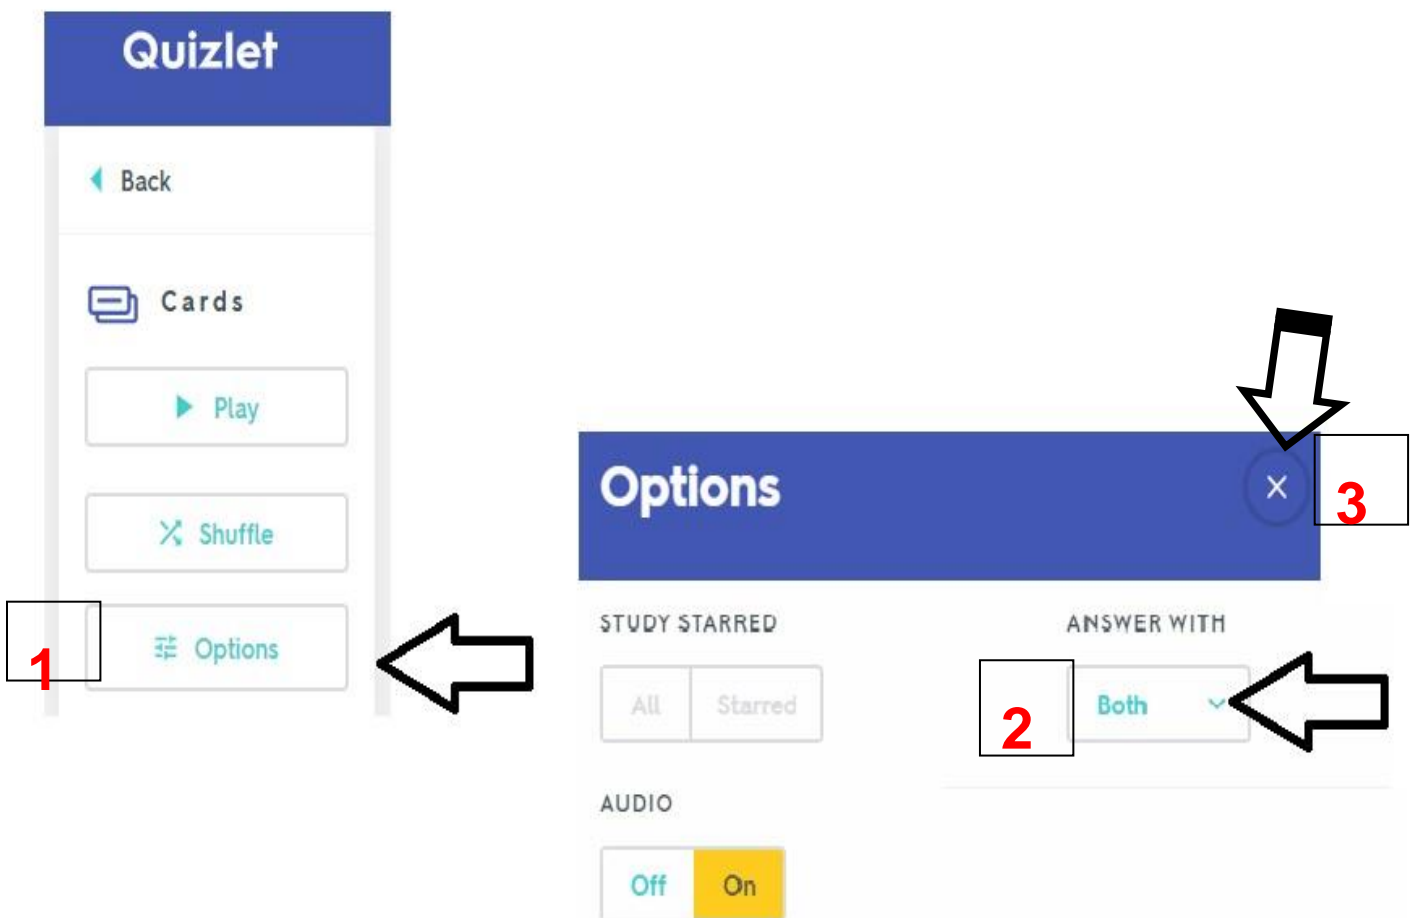 Quizlet
Back
Cards
Play
Shuffle
1
Options
Options
3
STUDY STARRED
ANSWER WITH
All Starred
2
Both
AUDIO
Off On